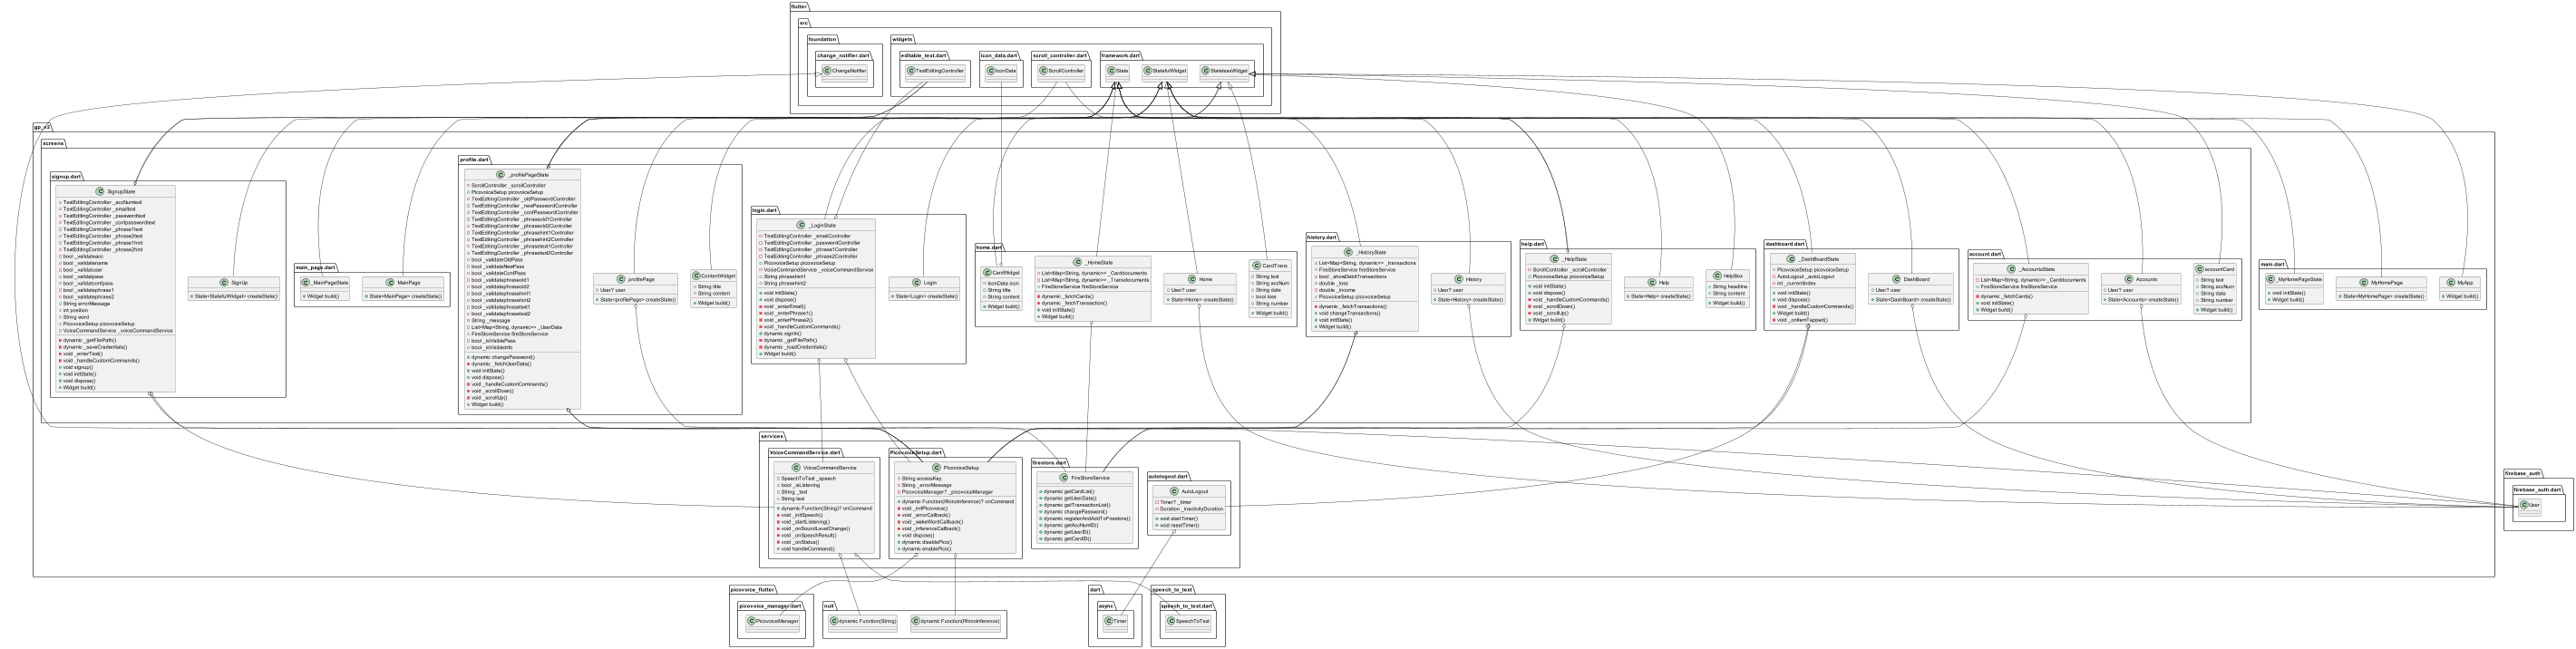 flutter
src
foundation
change_notifier.dart
ChangeNotifier
widgets
editable_text.dart
TextEditingController
icon_data.dart
IconData
scroll_controller.dart
ScrollController
framework.dart
State
StatefulWidget
StatelessWidget
gp_v2
screens
signup.dart
SignupState
TextEditingController _accNumtext
TextEditingController _emailtext
TextEditingController _passwordtext
TextEditingController _confpasswordtext
TextEditingController _phrase1text
TextEditingController _phrase2text
TextEditingController _phrase1hint
TextEditingController _phrase2hint
bool _validateacc
bool _validatename
bool _validatuser
bool _validatpass
bool _validatconfpass
bool _validatephrase1
bool _validatephrase2
String errorMessage
int position
String word
PicovoiceSetup picovoiceSetup
VoiceCommandService _voiceCommandService
dynamic _getFilePath()
dynamic _saveCredentials()
void _enterText()
void _handleCustomCommands()
void signup()
void initState()
void dispose()
Widget build()
SignUp
State<StatefulWidget> createState()
main_page.dart
_MainPageState
Widget build()
MainPage
State<MainPage> createState()
profile.dart
_profilePageState
ScrollController _scrollController
PicovoiceSetup picovoiceSetup
TextEditingController _oldPasswordController
TextEditingController _newPasswordController
TextEditingController _confPasswordController
TextEditingController _phraseold1Controller
TextEditingController _phraseold2Controller
TextEditingController _phrasehint1Controller
TextEditingController _phrasehint2Controller
TextEditingController _phrasetext1Controller
TextEditingController _phrasetext2Controller
bool _validateOldPass
bool _validateNewPass
bool _validateConfPass
bool _validatephraseold1
bool _validatephraseold2
bool _validatephrasehint1
bool _validatephrasehint2
bool _validatephrasetext1
bool _validatephrasetext2
String _message
List<Map<String, dynamic>> _UserData
FireStoreService fireStoreService
bool _isVisiblePass
bool _isVisibleInfo
dynamic changePassword()
dynamic _fetchUserData()
void initState()
void dispose()
void _handleCustomCommands()
void _scrollDown()
void _scrollUp()
Widget build()
profilePage
User? user
State<profilePage> createState()
ContentWidget
String title
String content
Widget build()
login.dart
_LoginState
TextEditingController _emailController
TextEditingController _passwordController
TextEditingController _phrase1Controller
TextEditingController _phrase2Controller
PicovoiceSetup picovoiceSetup
VoiceCommandService _voiceCommandService
String phrasehint1
String phrasehint2
void initState()
void dispose()
void _enterEmail()
void _enterPhrase1()
void _enterPhrase2()
void _handleCustomCommands()
dynamic signIn()
dynamic _getFilePath()
dynamic _loadCredentials()
Widget build()
Login
State<Login> createState()
home.dart
CardWidget
IconData icon
String title
String content
Widget build()
_HomeState
List<Map<String, dynamic>> _Carddocuments
List<Map<String, dynamic>> _Transdocuments
FireStoreService fireStoreService
dynamic _fetchCards()
dynamic _fetchTransaction()
void initState()
Widget build()
Home
User? user
State<Home> createState()
CardTrans
String text
String accNum
String date
bool loss
String number
Widget build()
history.dart
_HistoryState
List<Map<String, dynamic>> _transactions
FireStoreService fireStoreService
bool _showDebitTransactions
double _loss
double _income
PicovoiceSetup picovoiceSetup
dynamic _fetchTransactions()
void changeTransactions()
void initState()
Widget build()
History
User? user
State<History> createState()
help.dart
_HelpState
ScrollController _scrollController
PicovoiceSetup picovoiceSetup
void initState()
void dispose()
void _handleCustomCommands()
void _scrollDown()
void _scrollUp()
Widget build()
Help
State<Help> createState()
HelpBox
String headline
String content
Widget build()
dashboard.dart
_DashBoardState
PicovoiceSetup picovoiceSetup
AutoLogout _autoLogout
int _currentIndex
void initState()
void dispose()
void _handleCustomCommands()
Widget build()
void _onItemTapped()
DashBoard
User? user
State<DashBoard> createState()
account.dart
_AccountsState
List<Map<String, dynamic>> _Carddocuments
FireStoreService fireStoreService
dynamic _fetchCards()
void initState()
Widget build()
Accounts
User? user
State<Accounts> createState()
accountCard
String text
String accNum
String date
String number
Widget build()
main.dart
_MyHomePageState
void initState()
Widget build()
MyHomePage
State<MyHomePage> createState()
MyApp
Widget build()
services
VoiceCommandService.dart
VoiceCommandService
SpeechToText _speech
bool _isListening
String _text
String text
dynamic Function(String)? onCommand
void _initSpeech()
void _startListening()
void _onSoundLevelChange()
void _onSpeechResult()
void _onStatus()
void handleCommand()
PicovoiceSetup.dart
PicovoiceSetup
String accessKey
String _errorMessage
PicovoiceManager? _picovoiceManager
dynamic Function(RhinoInference)? onCommand
void _initPicovoice()
void _errorCallback()
void _wakeWordCallback()
void _inferenceCallback()
void dispose()
dynamic disablePico()
dynamic enablePico()
firestore.dart
FireStoreService
dynamic getCardList()
dynamic getUserData()
dynamic getTransactionList()
dynamic changePassword()
dynamic registerAndAddToFirestore()
dynamic getAccNumID()
dynamic getUserID()
dynamic getCardID()
autologout.dart
AutoLogout
Timer? _timer
Duration _inactivityDuration
void startTimer()
void resetTimer()
firebase_auth
firebase_auth.dart
User
picovoice_flutter
picovoice_manager.dart
PicovoiceManager
null
dynamic Function(String)
dynamic Function(RhinoInference)
dart
async
Timer
speech_to_text
speech_to_text.dart
SpeechToText